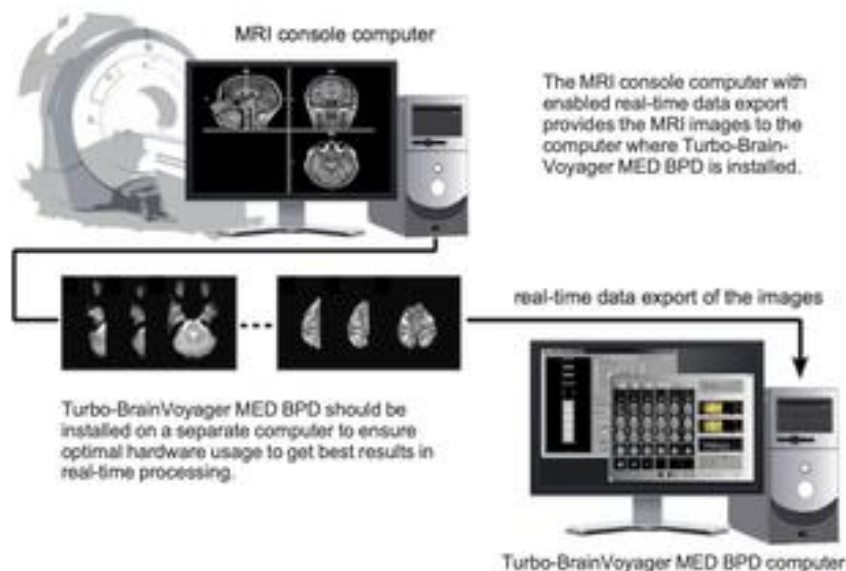 MRI console computer
The MRI console computer with
enabled real-time data export
provides the MRI images to the
computer where Turbo-Brain-
Voyager MED BPD is installed.
real-time data export of the images
Turbo-BrainVoyager MED BPD should be
installed on a separate computer to ensure
optimal hardware usage to get best results in
real-time processing.
Turbo-BrainVoyager MED BPD computer